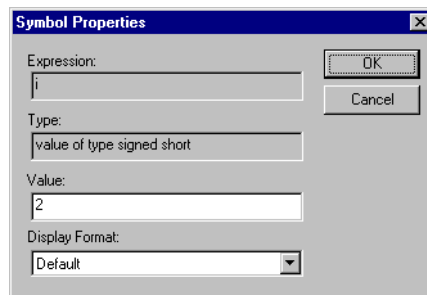 Symbol Properties
Expression:
i
OK
Cancel
Type:
value of type signed short
Value:
2
Display Format:
Default